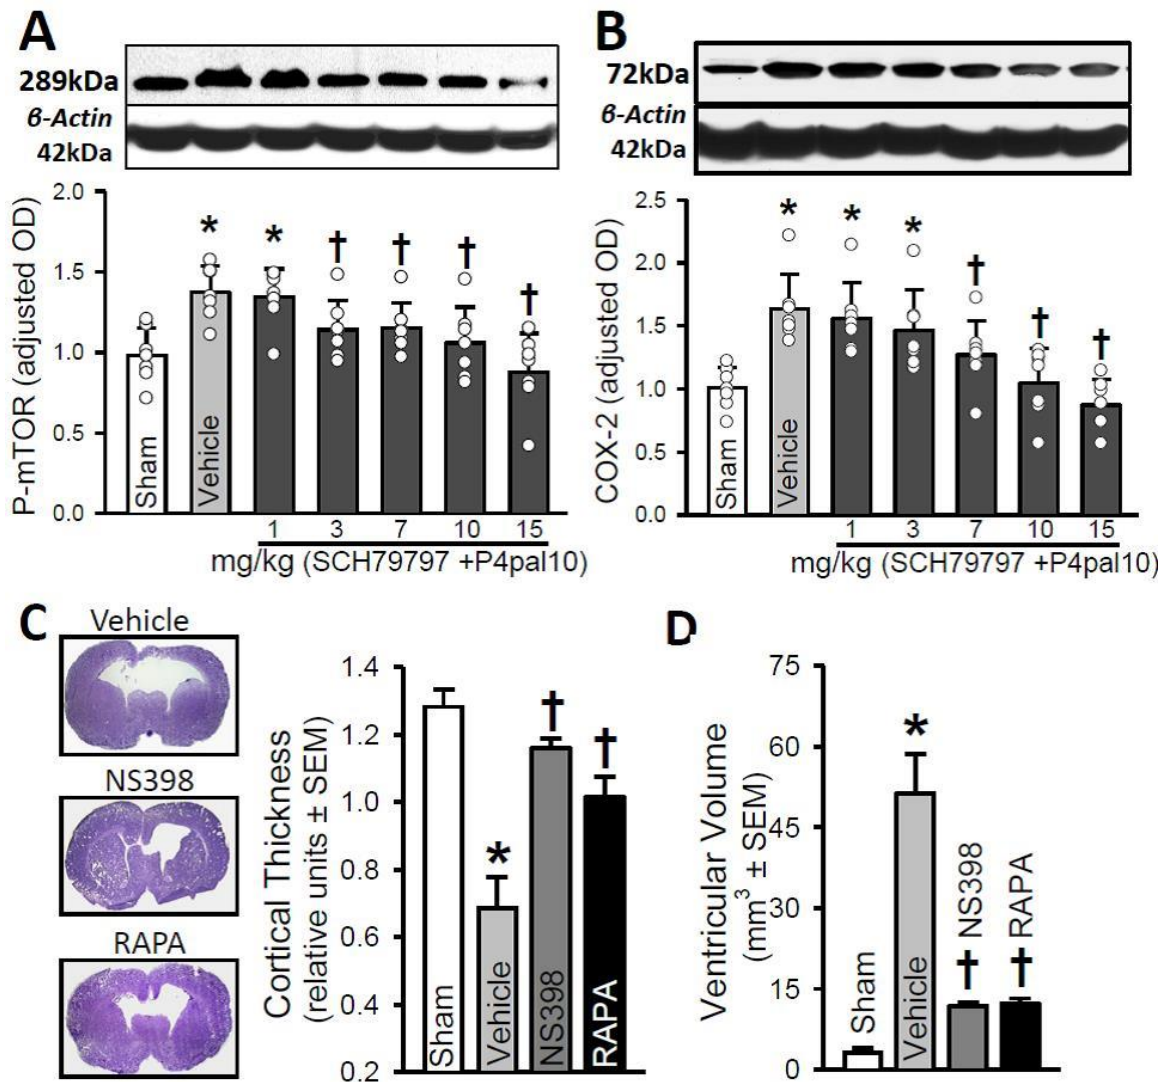 A
289kDa
β-Actin
42kDa
P-mTOR (adjusted OD)
2.0
1.5
1.0
0.5
0.0
* * † † † †
Sham
Vehicle
1 3 7 10 15
mg/kg (SCH79797 +P4pal10)
B
72kDa
β-Actin
42kDa
COX-2 (adjusted OD)
2.5
2.0
1.5
1.0
0.5
0.0
* * * † † †
Sham
Vehicle
1 3 7 10 15
mg/kg (SCH79797 +P4pal10)
C
Vehicle
NS398
RAPA
Cortical Thickness
(relative units ± SEM)
1.4
1.2
1.0
0.8
0.6
0.4
0.2
* † †
Sham
Vehicle
NS398
RAPA
D
Ventricular Volume
(mm³ ± SEM)
75
60
45
30
15
0
* † †
Sham
Vehicle
NS398
RAPA